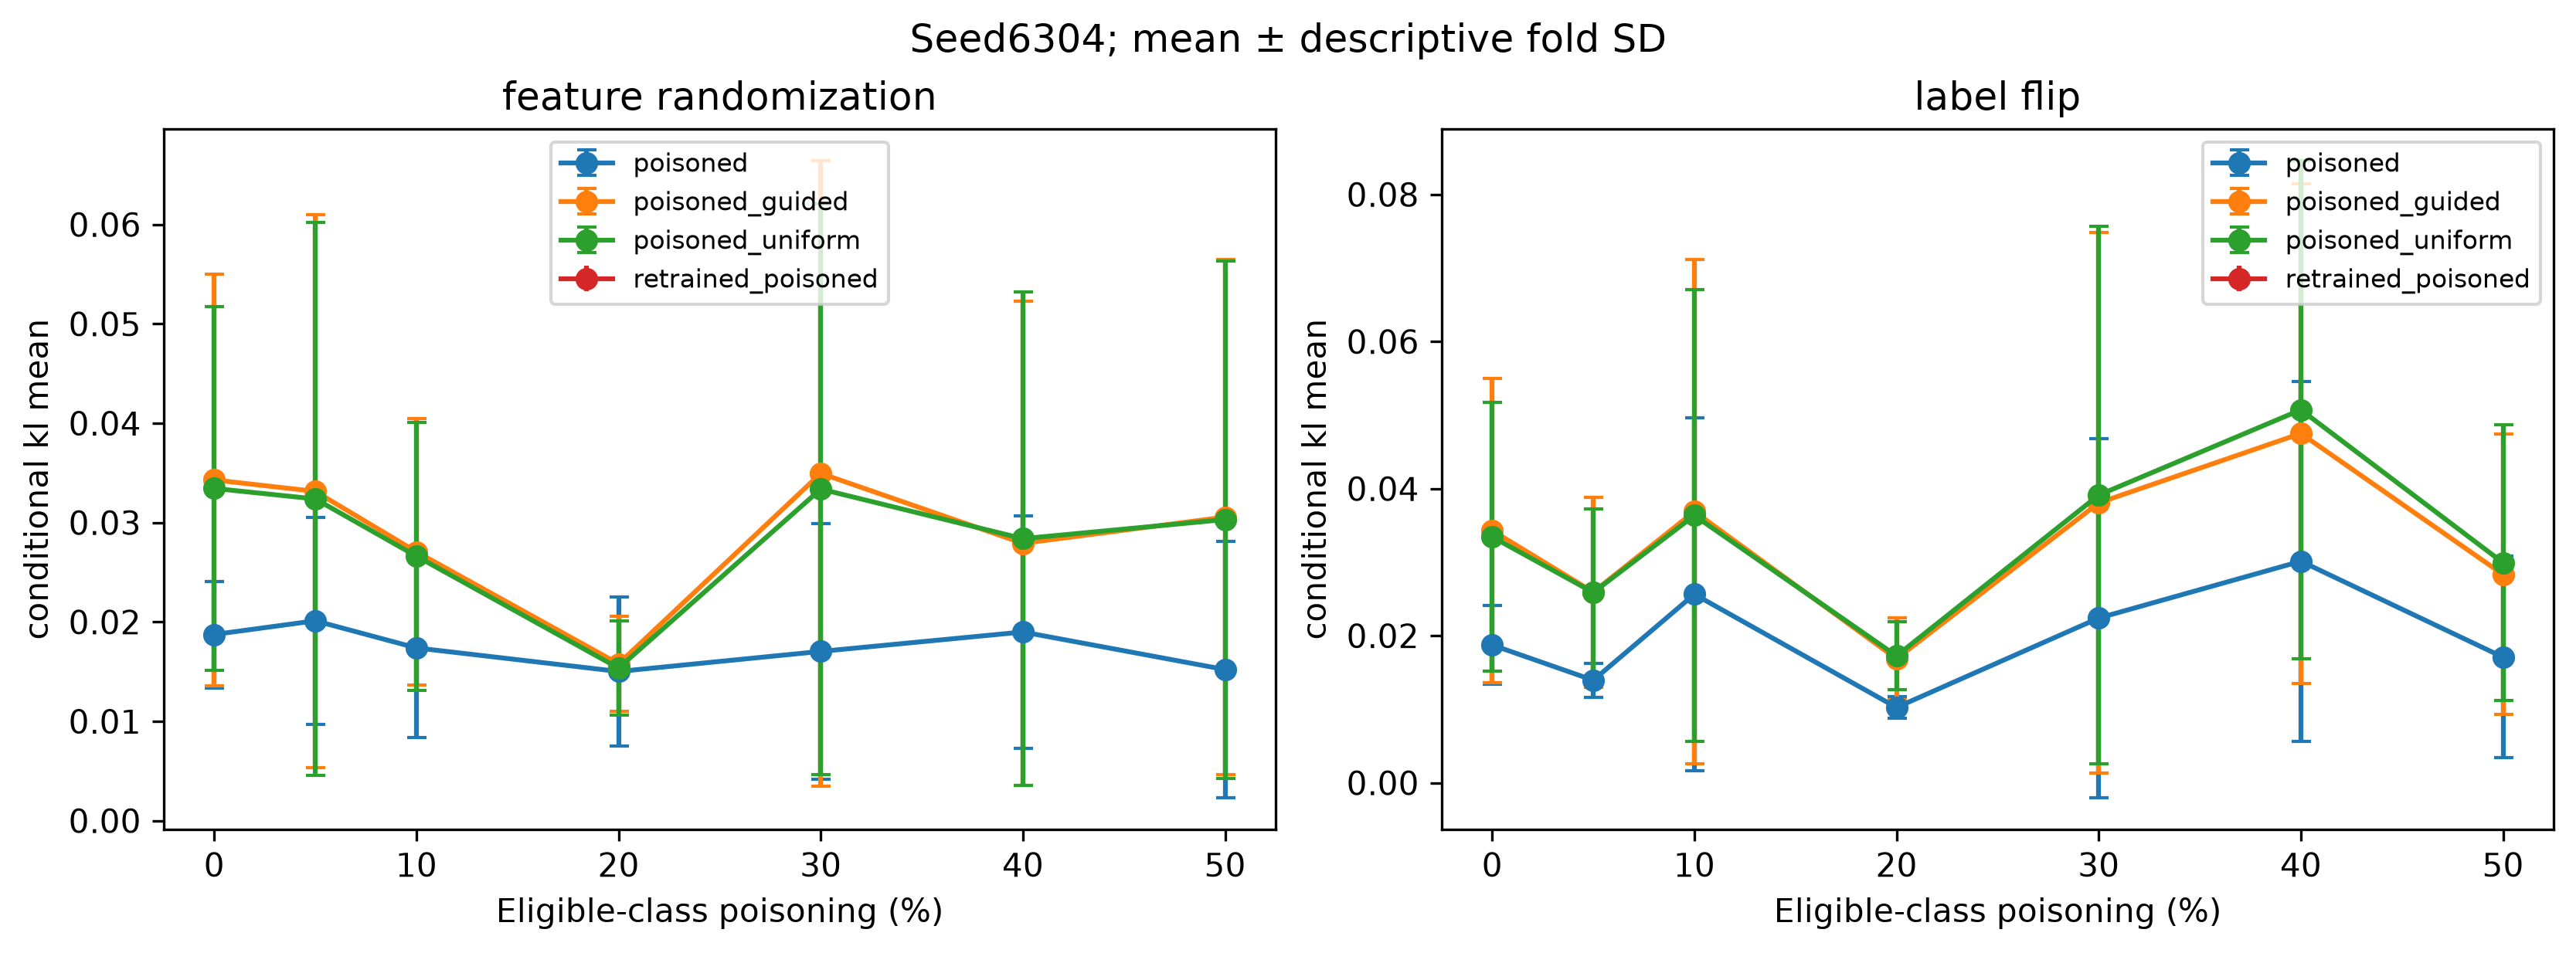 Seed6304; mean ± descriptive fold SD
feature randomization
poisoned
poisoned_guided
poisoned_uniform
retrained_poisoned
conditional kl mean
0.06
0.05
0.04
0.03
0.02
0.01
0.00
0
10
20
30
40
50
Eligible-class poisoning (%)
label flip
poisoned
poisoned_guided
poisoned_uniform
retrained_poisoned
conditional kl mean
0.08
0.06
0.04
0.02
0.00
0
10
20
30
40
50
Eligible-class poisoning (%)